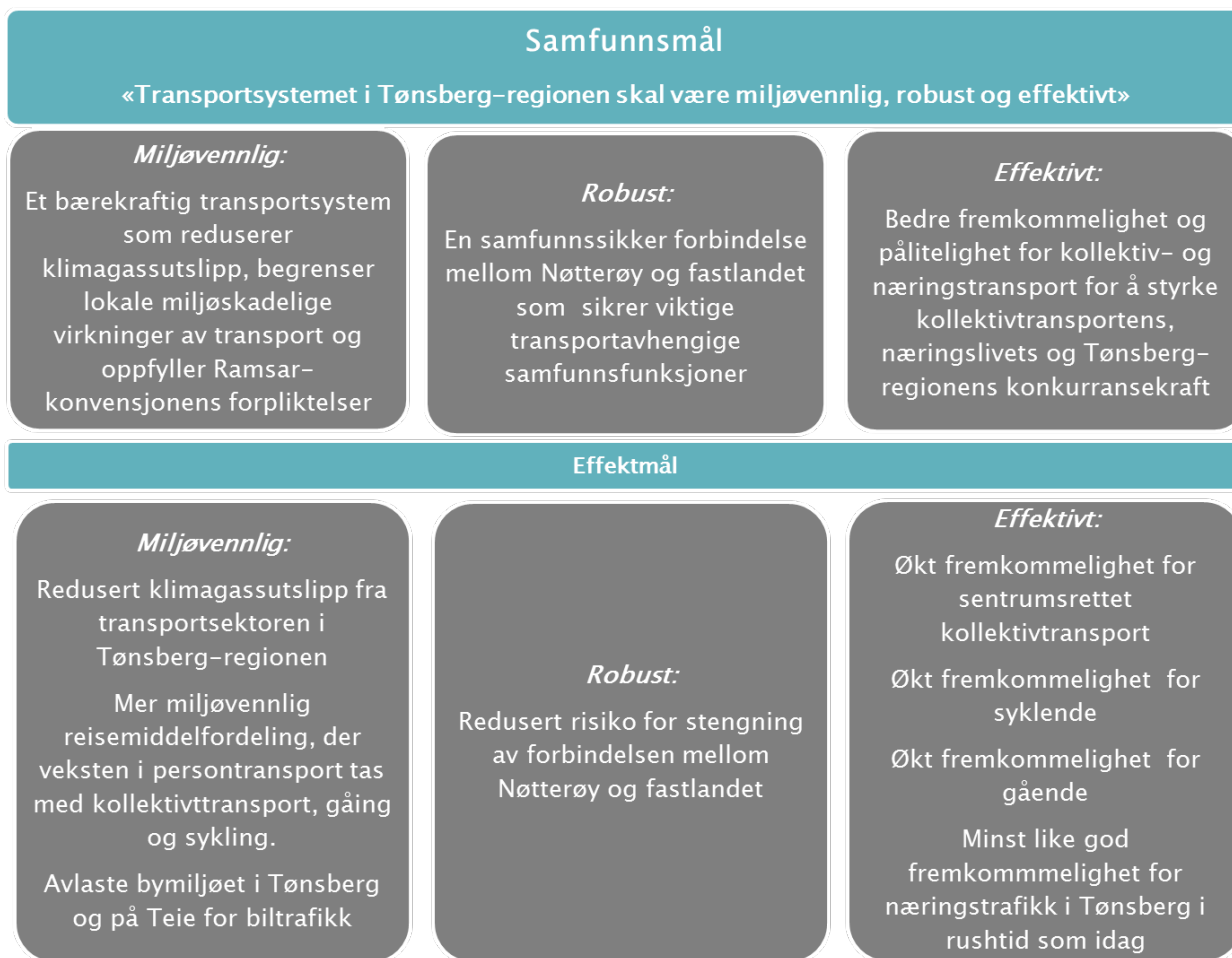 Samfunnsmål
«Transportsystemet i Tønsberg-regionen skal være miljøvennlig, robust og effektivt»
Miljøvennlig:
Et bærekraftig transportsystem
som reduserer
klimagassutslipp, begrenser
lokale miljøskadelige
virkninger av transport og
oppfyller Ramsar-
konvensjonens forpliktelser
Robust:
En samfunnssikker forbindelse
mellom Nøtterøy og fastlandet
som sikrer viktige
transportavhengige
samfunnsfunksjoner
Effektivt:
Bedre fremkommelighet og
pålitelighet for kollektiv- og
næringstransport for å styrke
kollektivtransportens,
næringslivets og Tønsberg-
regionens konkurransekraft
Effektmål
Miljøvennlig:
Redusert klimagassutslipp fra
transportsektoren i
Tønsberg-regionen
Mer miljøvennlig
reisemiddelfordeling, der
veksten i persontransport tas
med kollektivttransport, gåing
og sykling.
Avlaste bymiljøet i Tønsberg
og på Teie for biltrafikk
Robust:
Redusert risiko for stengning
av forbindelsen mellom
Nøtterøy og fastlandet
Effektivt:
Økt fremkommelighet for
sentrumsrettet
kollektivtransport
Økt fremkommelighet for
syklende
Økt fremkommelighet for
gående
Minst like god
fremkommmelighet for
næringstrafikk i Tønsberg i
rushtid som idag